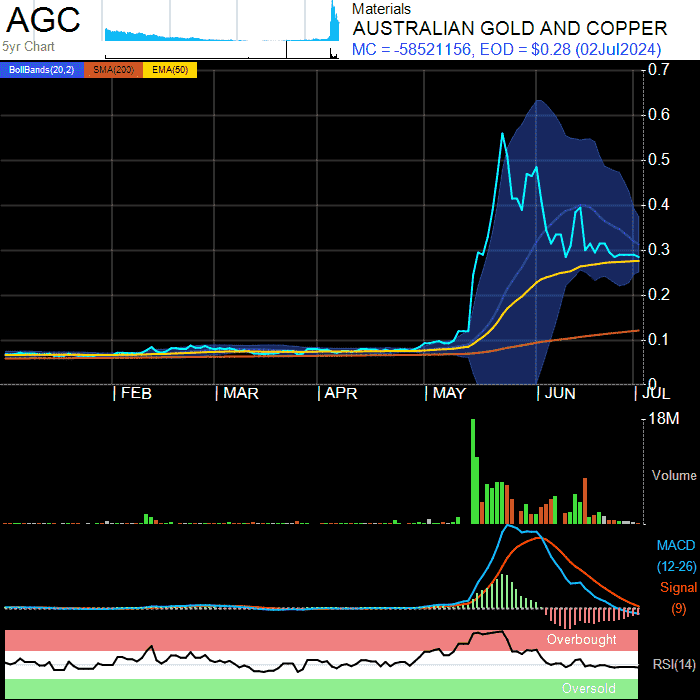 AGC
5yr Chart
Materials
AUSTRALIAN GOLD AND COPPER
MC = -58521156, EOD = $0.28 (02Jul2024)
BollBands(20,2) SMA(200) EMA(50)
0.7
0.6
0.5
0.4
0.3
0.2
0.1
0
FEB MAR APR MAY JUN JUL
18M
Volume
MACD
(12-26)
Signal
(9)
Overbought
RSI(14)
Oversold